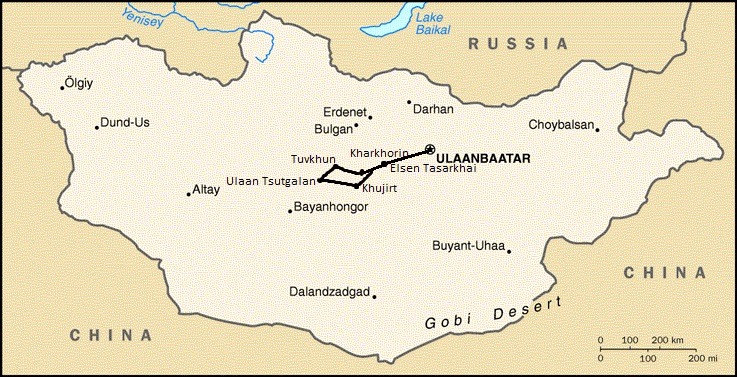 Yenisey
Lake
Baikal
RUSSIA
Ölgiy
Dund-Us
Erdenet
Darhan
Bulgan
Choybalsan
Tuvkhun
Kharkhorin
ULAANBAATAR
Elsen Tasarkhai
Ulaan Tsutgalan
Khujirt
Altay
Bayanhongor
Buyant-Uhaa
CHINA
Dalandzadgad
Gobi Desert
CHINA
0 100 200 km
0 100 200 mi